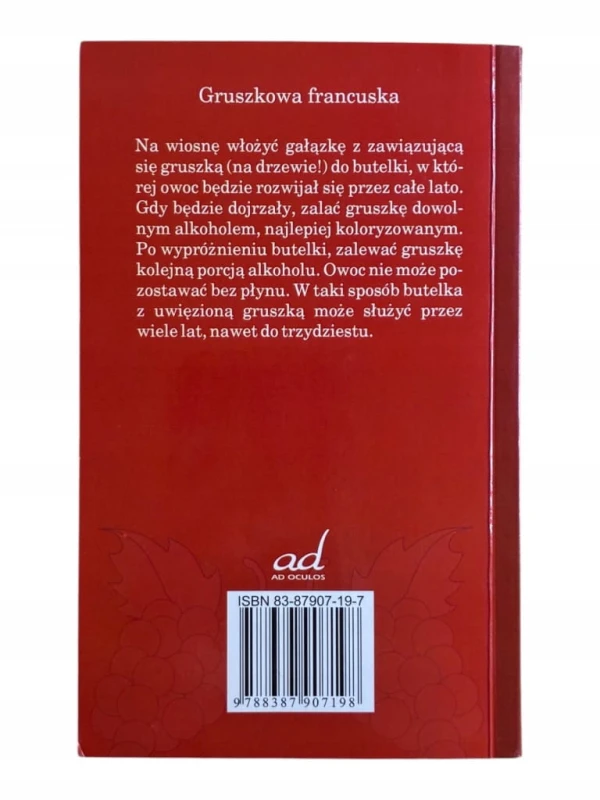 Gruszkowa francuska
Na wiosnę włożyć gałązkę z zawiązującą
się gruszką (na drzewie!) do butelki, w któ-
rej owoc będzie rozwijał się przez całe lato.
Gdy będzie dojrzały, zalać gruszkę dowol-
nym alkoholem, najlepiej koloryzowanym.
Po wypróżnieniu butelki, zalewać gruszkę
kolejną porcją alkoholu. Owoc nie może po-
zostawać bez płynu. W taki sposób butelka
z uwięzioną gruszką może służyć przez
wiele lat, nawet do trzydziestu.
ad
AD OCULOS
ISBN 83-87907-19-7
9 788387 907198